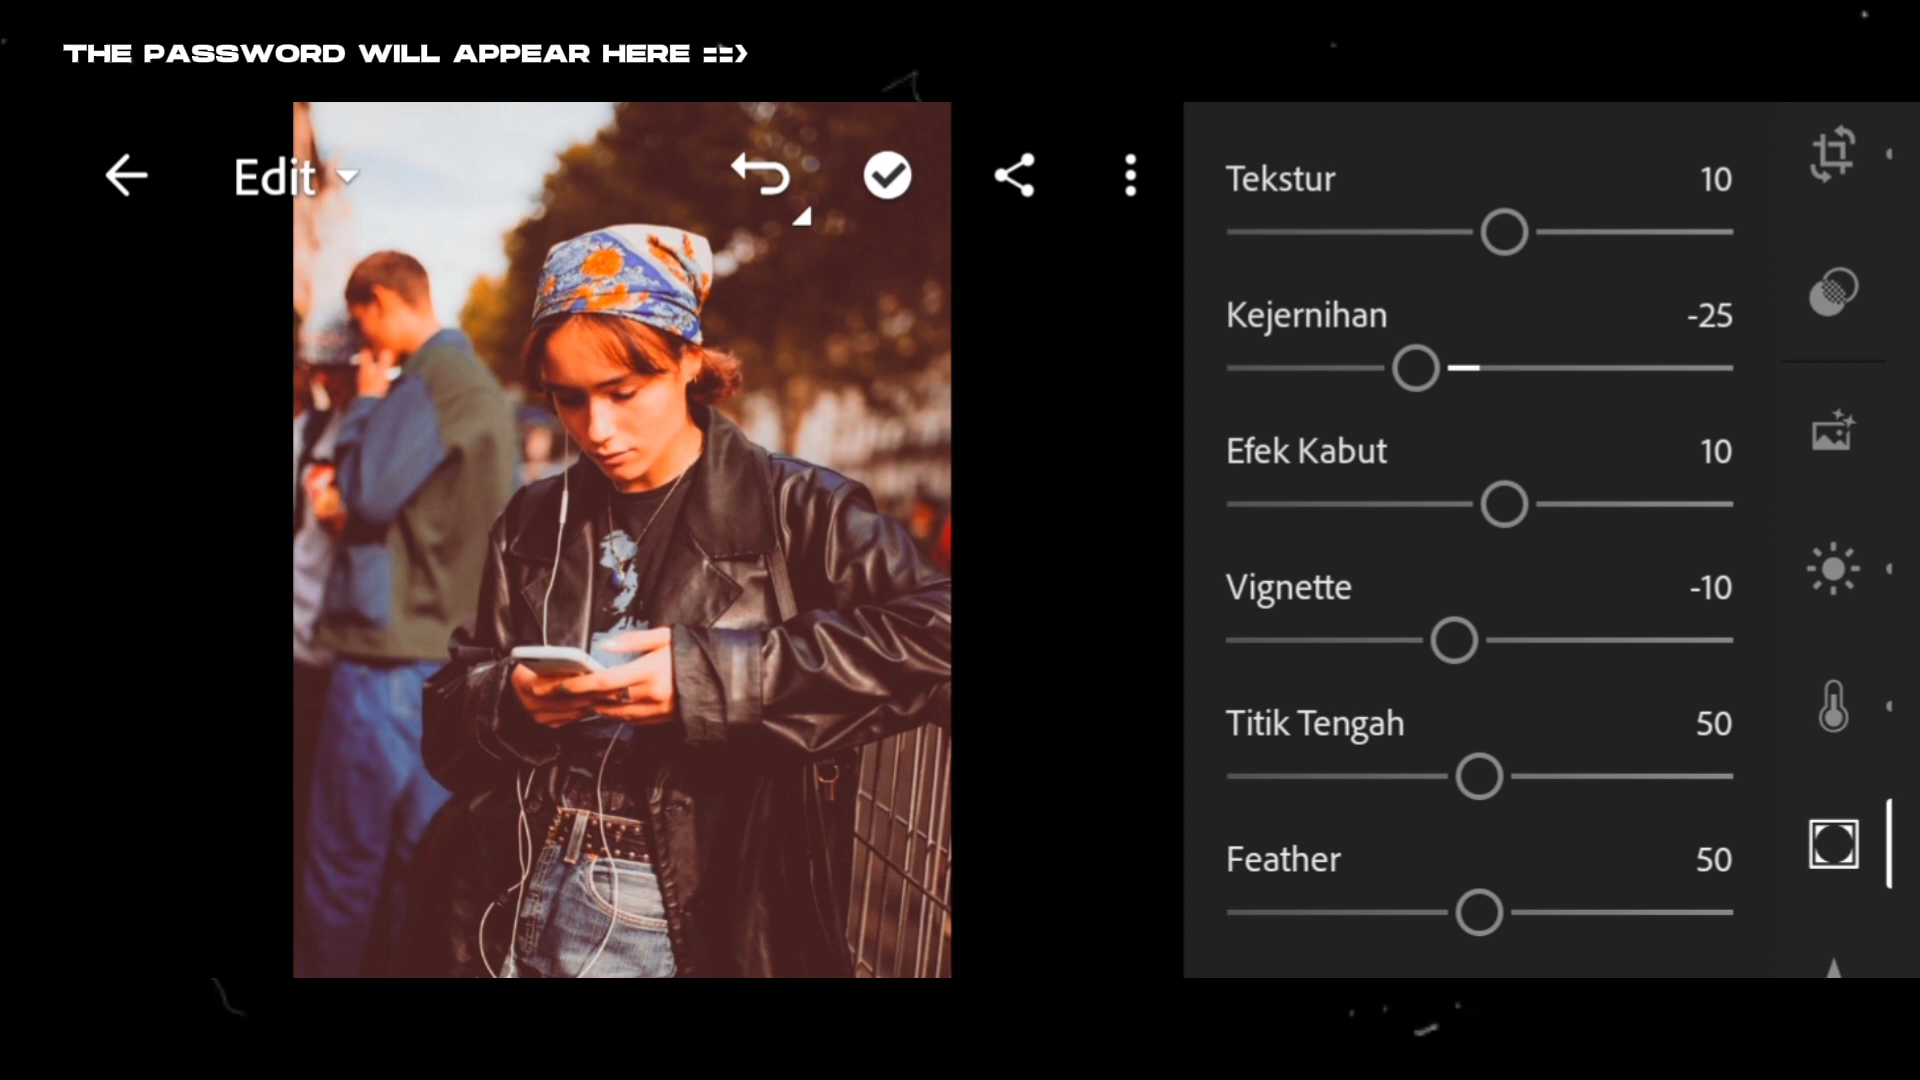 THE PASSWORD WILL APPEAR HERE ==>
Edit
Tekstur 10
Kejernihan -25
Efek Kabut 10
Vignette -10
Titik Tengah 50
Feather 50